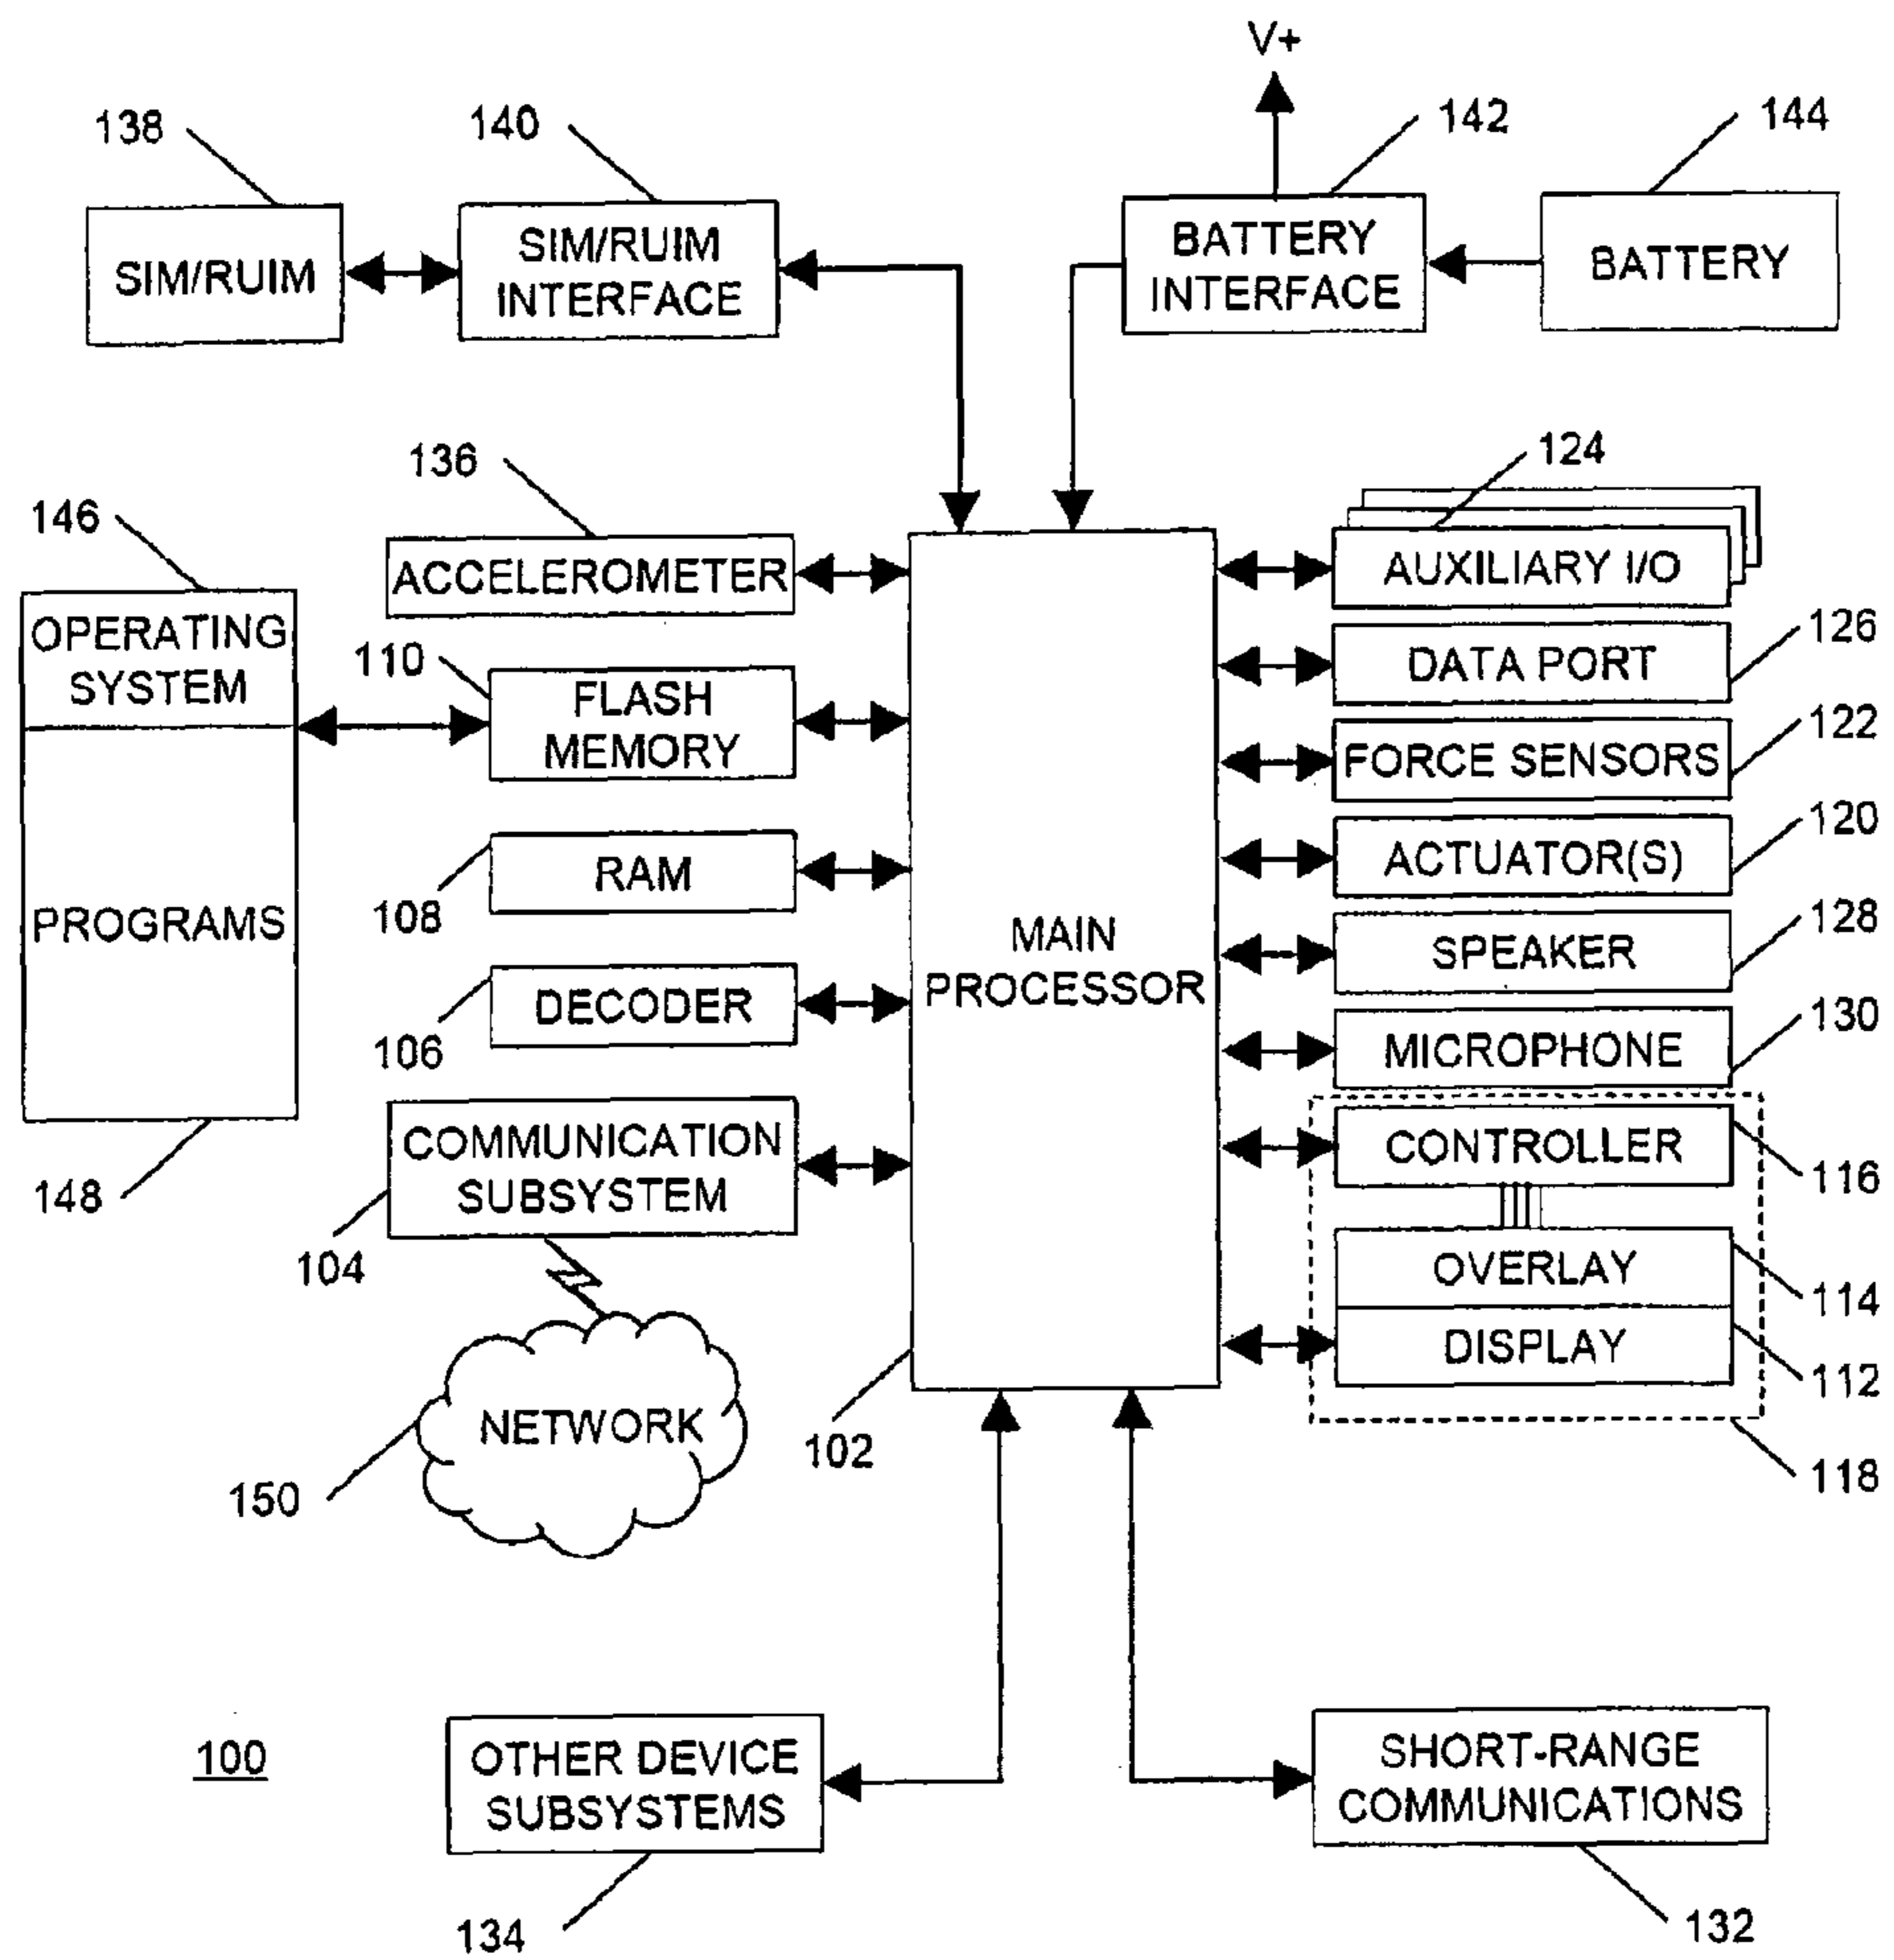 V+
138
140
142
144
SIM/RUIM
SIM/RUIM
INTERFACE
BATTERY
INTERFACE
BATTERY
136
124
146
ACCELEROMETER
AUXILIARY I/O
OPERATING
SYSTEM
110
FLASH
MEMORY
DATA PORT
126
FORCE SENSORS
122
RAM
108
ACTUATOR(S)
120
PROGRAMS
MAIN
PROCESSOR
SPEAKER
128
DECODER
106
MICROPHONE
130
COMMUNICATION
SUBSYSTEM
CONTROLLER
116
148
104
OVERLAY
114
DISPLAY
112
NETWORK
150
102
118
100
OTHER DEVICE
SUBSYSTEMS
SHORT-RANGE
COMMUNICATIONS
134
132